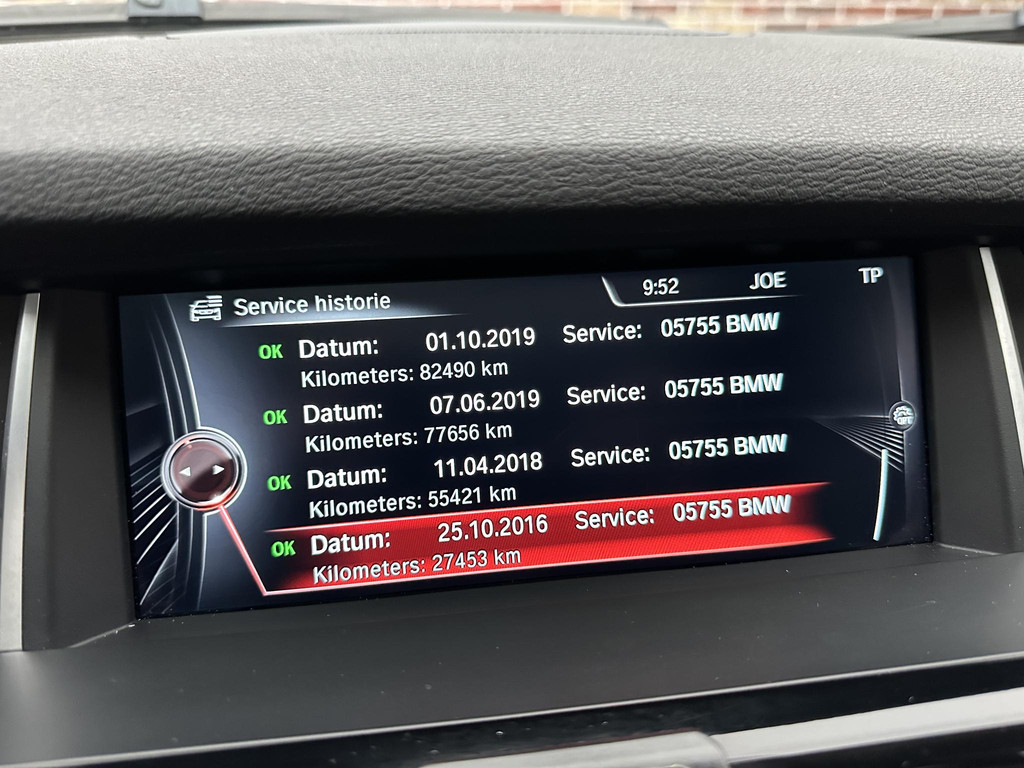 Service historie 9:52 JOE TP
OK Datum: 01.10.2019 Service: 05755 BMW
Kilometers: 82490 km
OK Datum: 07.06.2019 Service: 05755 BMW
Kilometers: 77656 km
OK Datum: 11.04.2018 Service: 05755 BMW
Kilometers: 55421 km
OK Datum: 25.10.2016 Service: 05755 BMW
Kilometers: 27453 km
OFF